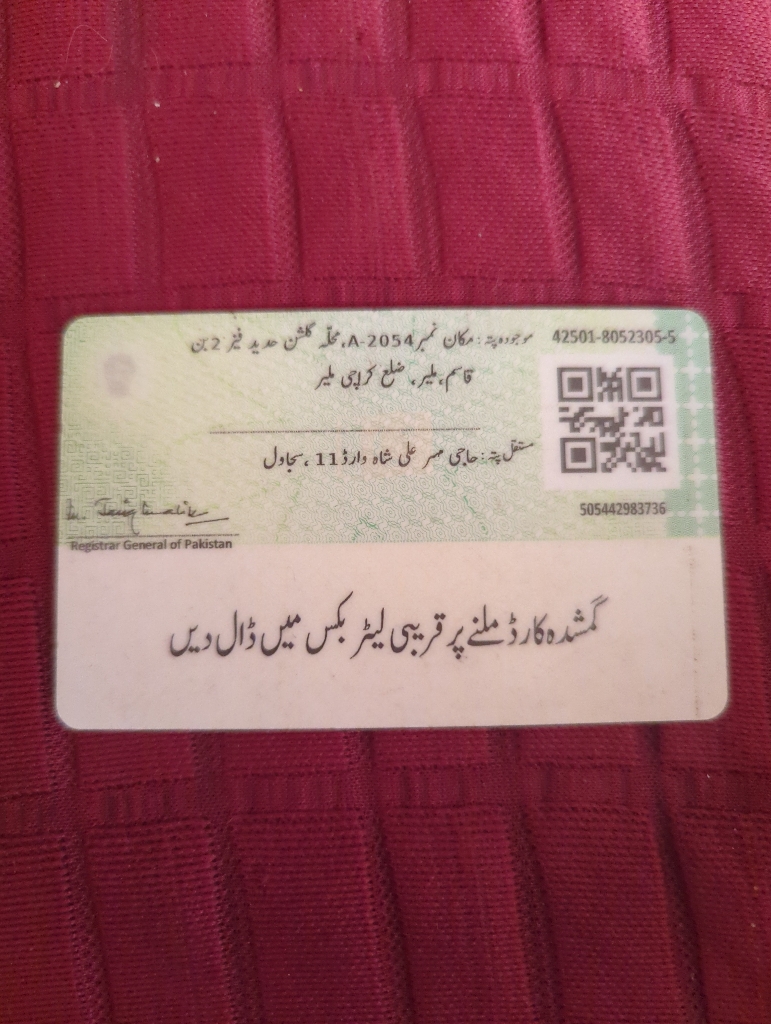 42501-8052305-5
موجودہ پتہ: مکان نمبر A-2054، محلّہ گلشن حدید فیز 2 بن
قاسم، ملیر، ضلع کراچی ملیر
مستقل پتہ: حاجی مہر علی شاہ وارڈ 11، سجاول
505442983736
Registrar General of Pakistan
گمشدہ کارڈ ملنے پر قریبی لیٹر بکس میں ڈال دیں